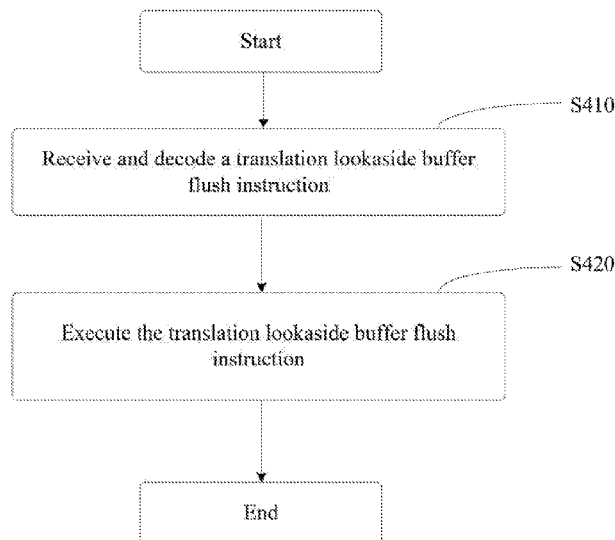 Start
S410
Receive and decode a translation lookaside buffer
flush instruction
S420
Execute the translation lookaside buffer flush
instruction
End